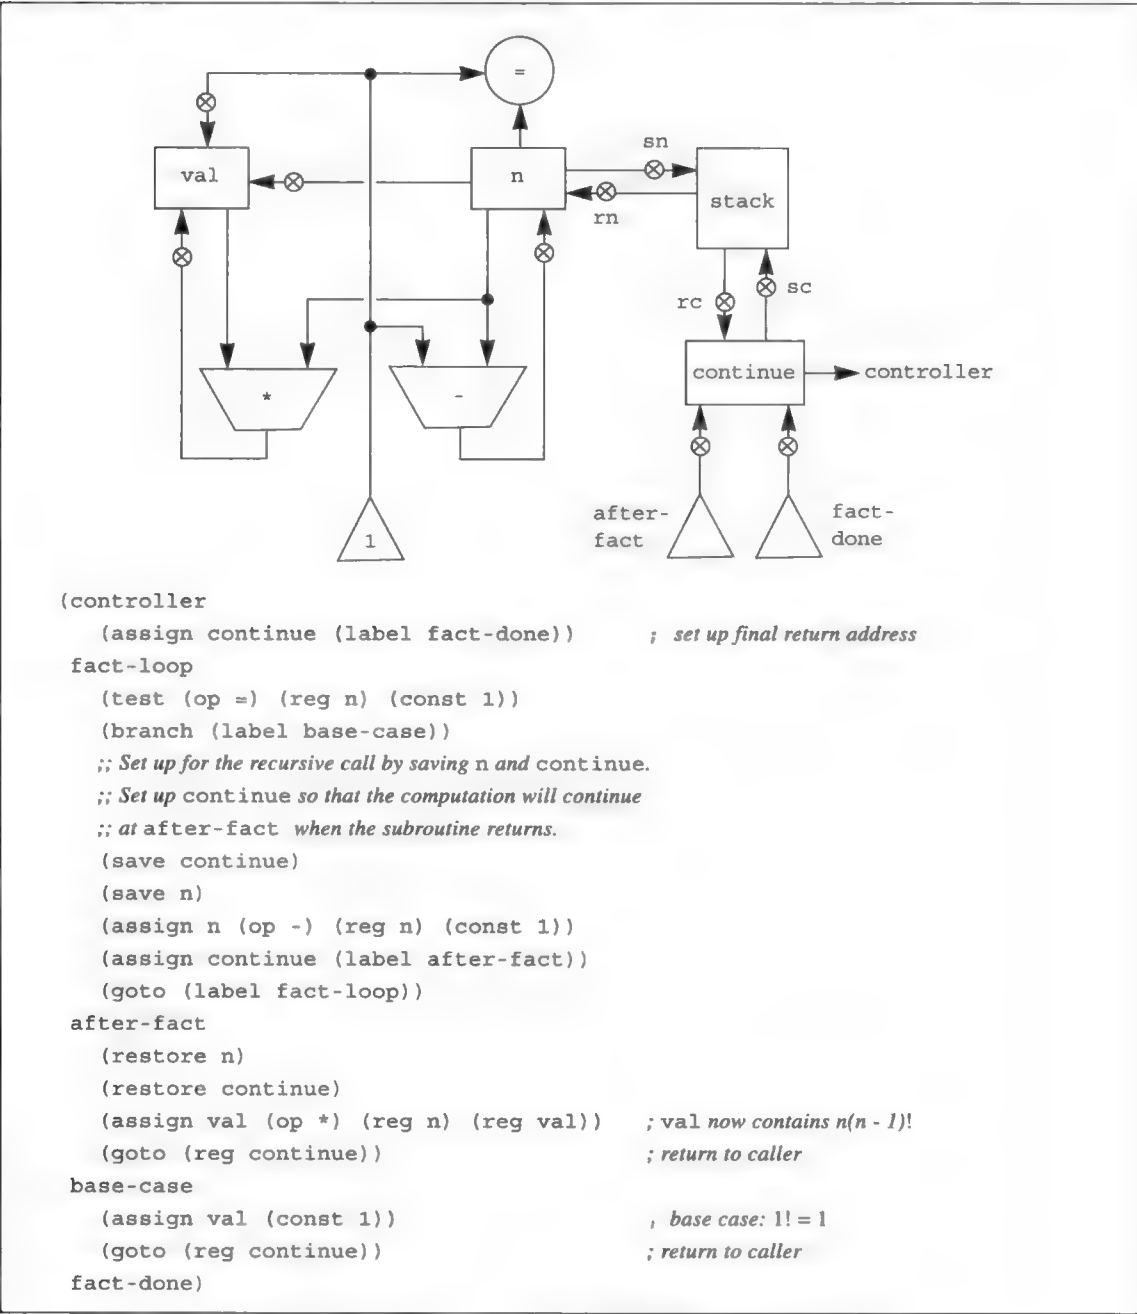 =
sn
val
n
stack
rn
rc
sc
continue
controller
*
-
after-
fact
fact-
done
1
(controller
(assign continue (label fact-done)) ; set up final return address
fact-loop
(test (op =) (reg n) (const 1))
(branch (label base-case))
;; Set up for the recursive call by saving n and continue.
;; Set up continue so that the computation will continue
;; at after-fact when the subroutine returns.
(save continue)
(save n)
(assign n (op -) (reg n) (const 1))
(assign continue (label after-fact))
(goto (label fact-loop))
after-fact
(restore n)
(restore continue)
(assign val (op *) (reg n) (reg val)) ; val now contains n(n - 1)!
(goto (reg continue)) ; return to caller
base-case
(assign val (const 1)) ; base case: 1! = 1
(goto (reg continue)) ; return to caller
fact-done)